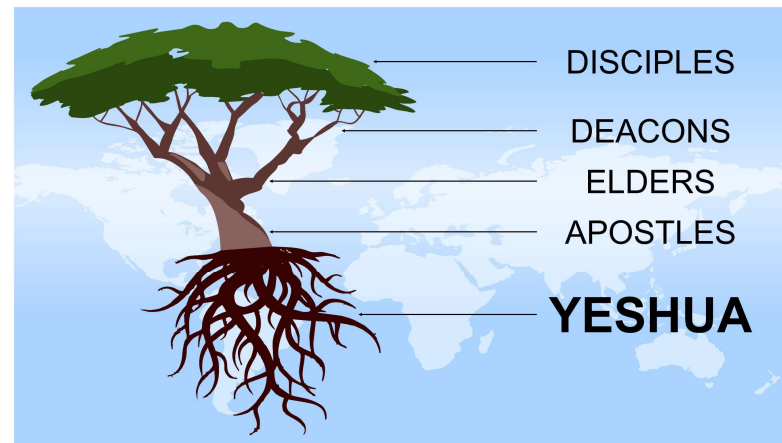 DISCIPLES
DEACONS
ELDERS
APOSTLES
YESHUA